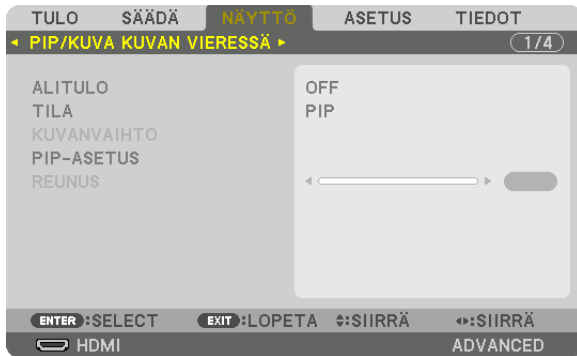 TULO SÄÄDÄ NÄYTTÖ ASETUS TIEDOT
PIP/KUVA KUVAN VIERESSÄ 1/4
ALITULO OFF
TILA PIP
KUVANVAIHTO
PIP-ASETUS
REUNUS
ENTER :SELECT EXIT :LOPETA :SIIRRÄ :SIIRRÄ
HDMI ADVANCED